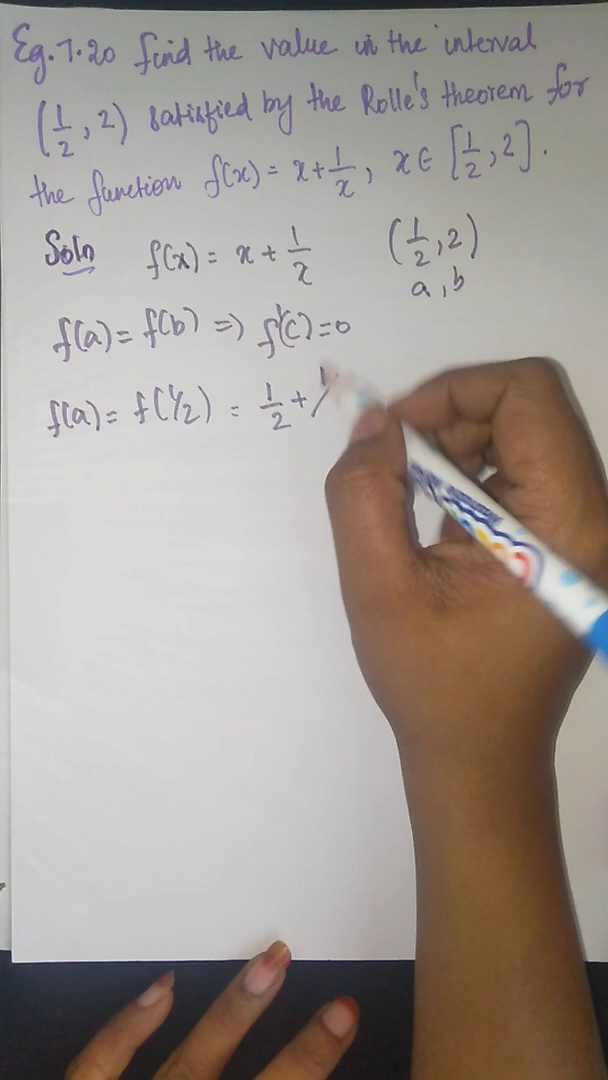 Eg. 7.20 find the value in the interval
(1/2, 2) satisfied by the Rolle's theorem for
the function f(x) = x + 1/x, x ∈ [1/2, 2].
Soln f(x) = x + 1/x (1/2, 2)
a, b
f(a) = f(b) => f'(c) = 0
f(a) = f(1/2) = 1/2 +